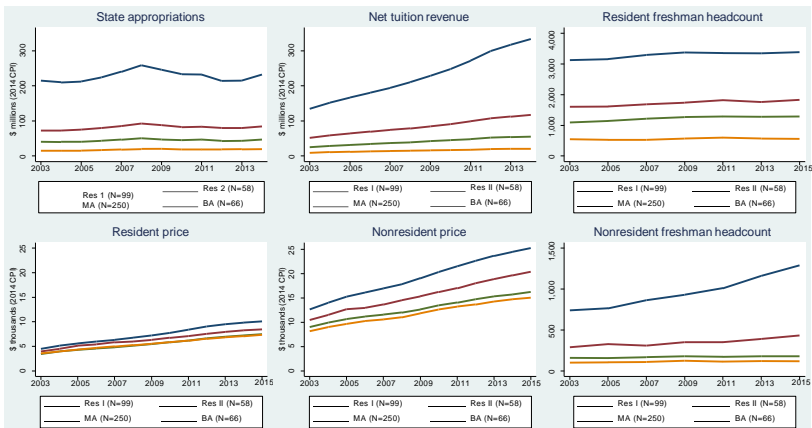 State appropriations
$ millions (2014 CPI)
0 100 200 300
2003 2005 2007 2009 2011 2013
Res 1 (N=99) Res 2 (N=58)
MA (N=250) BA (N=66)
Net tuition revenue
$ millions (2014 CPI)
0 100 200 300
2003 2005 2007 2009 2011 2013
Res I (N=99) Res II (N=58)
MA (N=250) BA (N=66)
Resident freshman headcount
0 1,000 2,000 3,000 4,000
2003 2005 2007 2009 2011 2013 2015
Res I (N=99) Res II (N=58)
MA (N=250) BA (N=66)
Resident price
$ thousands (2014 CPI)
0 5 10 15 20 25
2003 2005 2007 2009 2011 2013 2015
Res I (N=99) Res II (N=58)
MA (N=250) BA (N=66)
Nonresident price
$ thousands (2014 CPI)
0 5 10 15 20 25
2003 2005 2007 2009 2011 2013 2015
Res I (N=99) Res II (N=58)
MA (N=250) BA (N=66)
Nonresident freshman headcount
0 500 1,000 1,500
2003 2005 2007 2009 2011 2013 2015
Res I (N=99) Res II (N=58)
MA (N=250) BA (N=66)